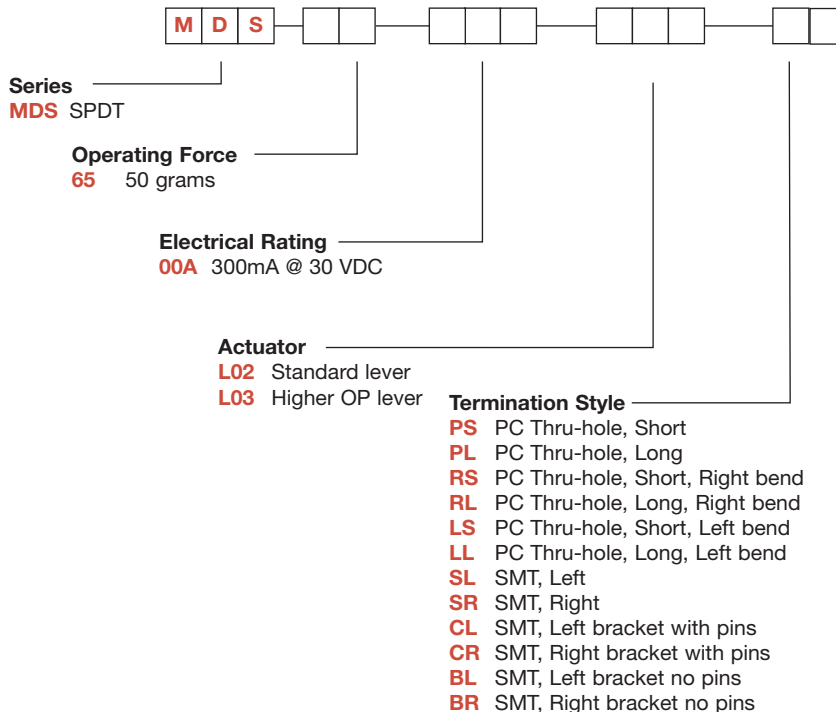 M D S
Series
MDS SPDT
Operating Force
65 50 grams
Electrical Rating
00A 300mA @ 30 VDC
Actuator
L02 Standard lever
L03 Higher OP lever
Termination Style
PS PC Thru-hole, Short
PL PC Thru-hole, Long
RS PC Thru-hole, Short, Right bend
RL PC Thru-hole, Long, Right bend
LS PC Thru-hole, Short, Left bend
LL PC Thru-hole, Long, Left bend
SL SMT, Left
SR SMT, Right
CL SMT, Left bracket with pins
CR SMT, Right bracket with pins
BL SMT, Left bracket no pins
BR SMT, Right bracket no pins